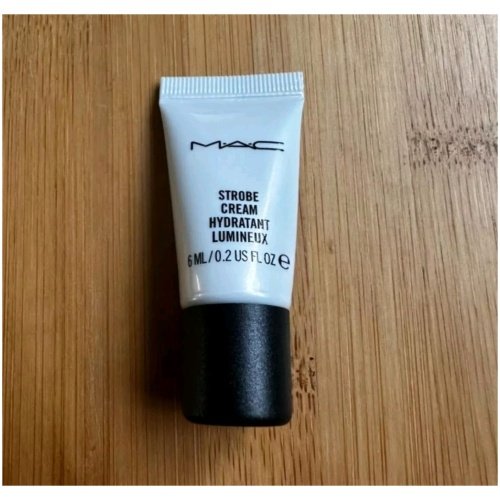 MAC
STROBE
CREAM
HYDRATANT
LUMINEUX
6 ML / 0.2 US FL OZ ℮